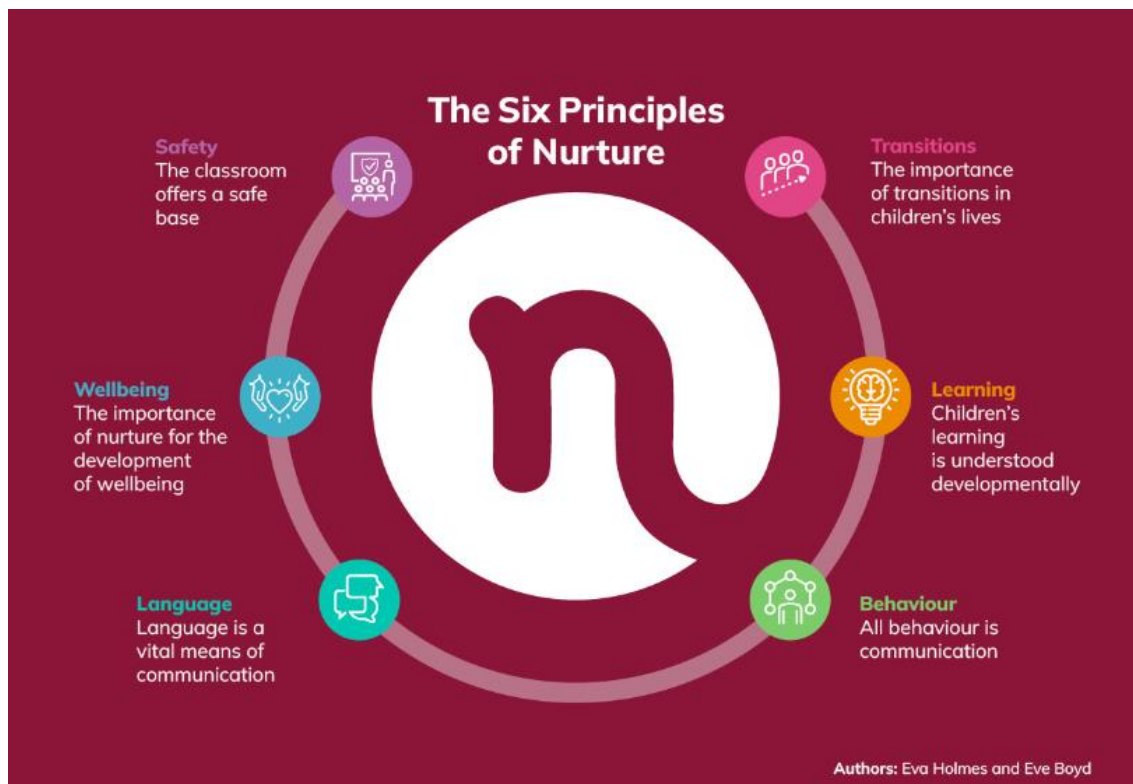 The Six Principles
of Nurture
Safety
The classroom
offers a safe
base
Transitions
The importance
of transitions in
children's lives
Wellbeing
The importance
of nurture for the
development
of wellbeing
Learning
Children's
learning
is understood
developmentally
Language
Language is a
vital means of
communication
Behaviour
All behaviour is
communication
n
Authors: Eva Holmes and Eve Boyd